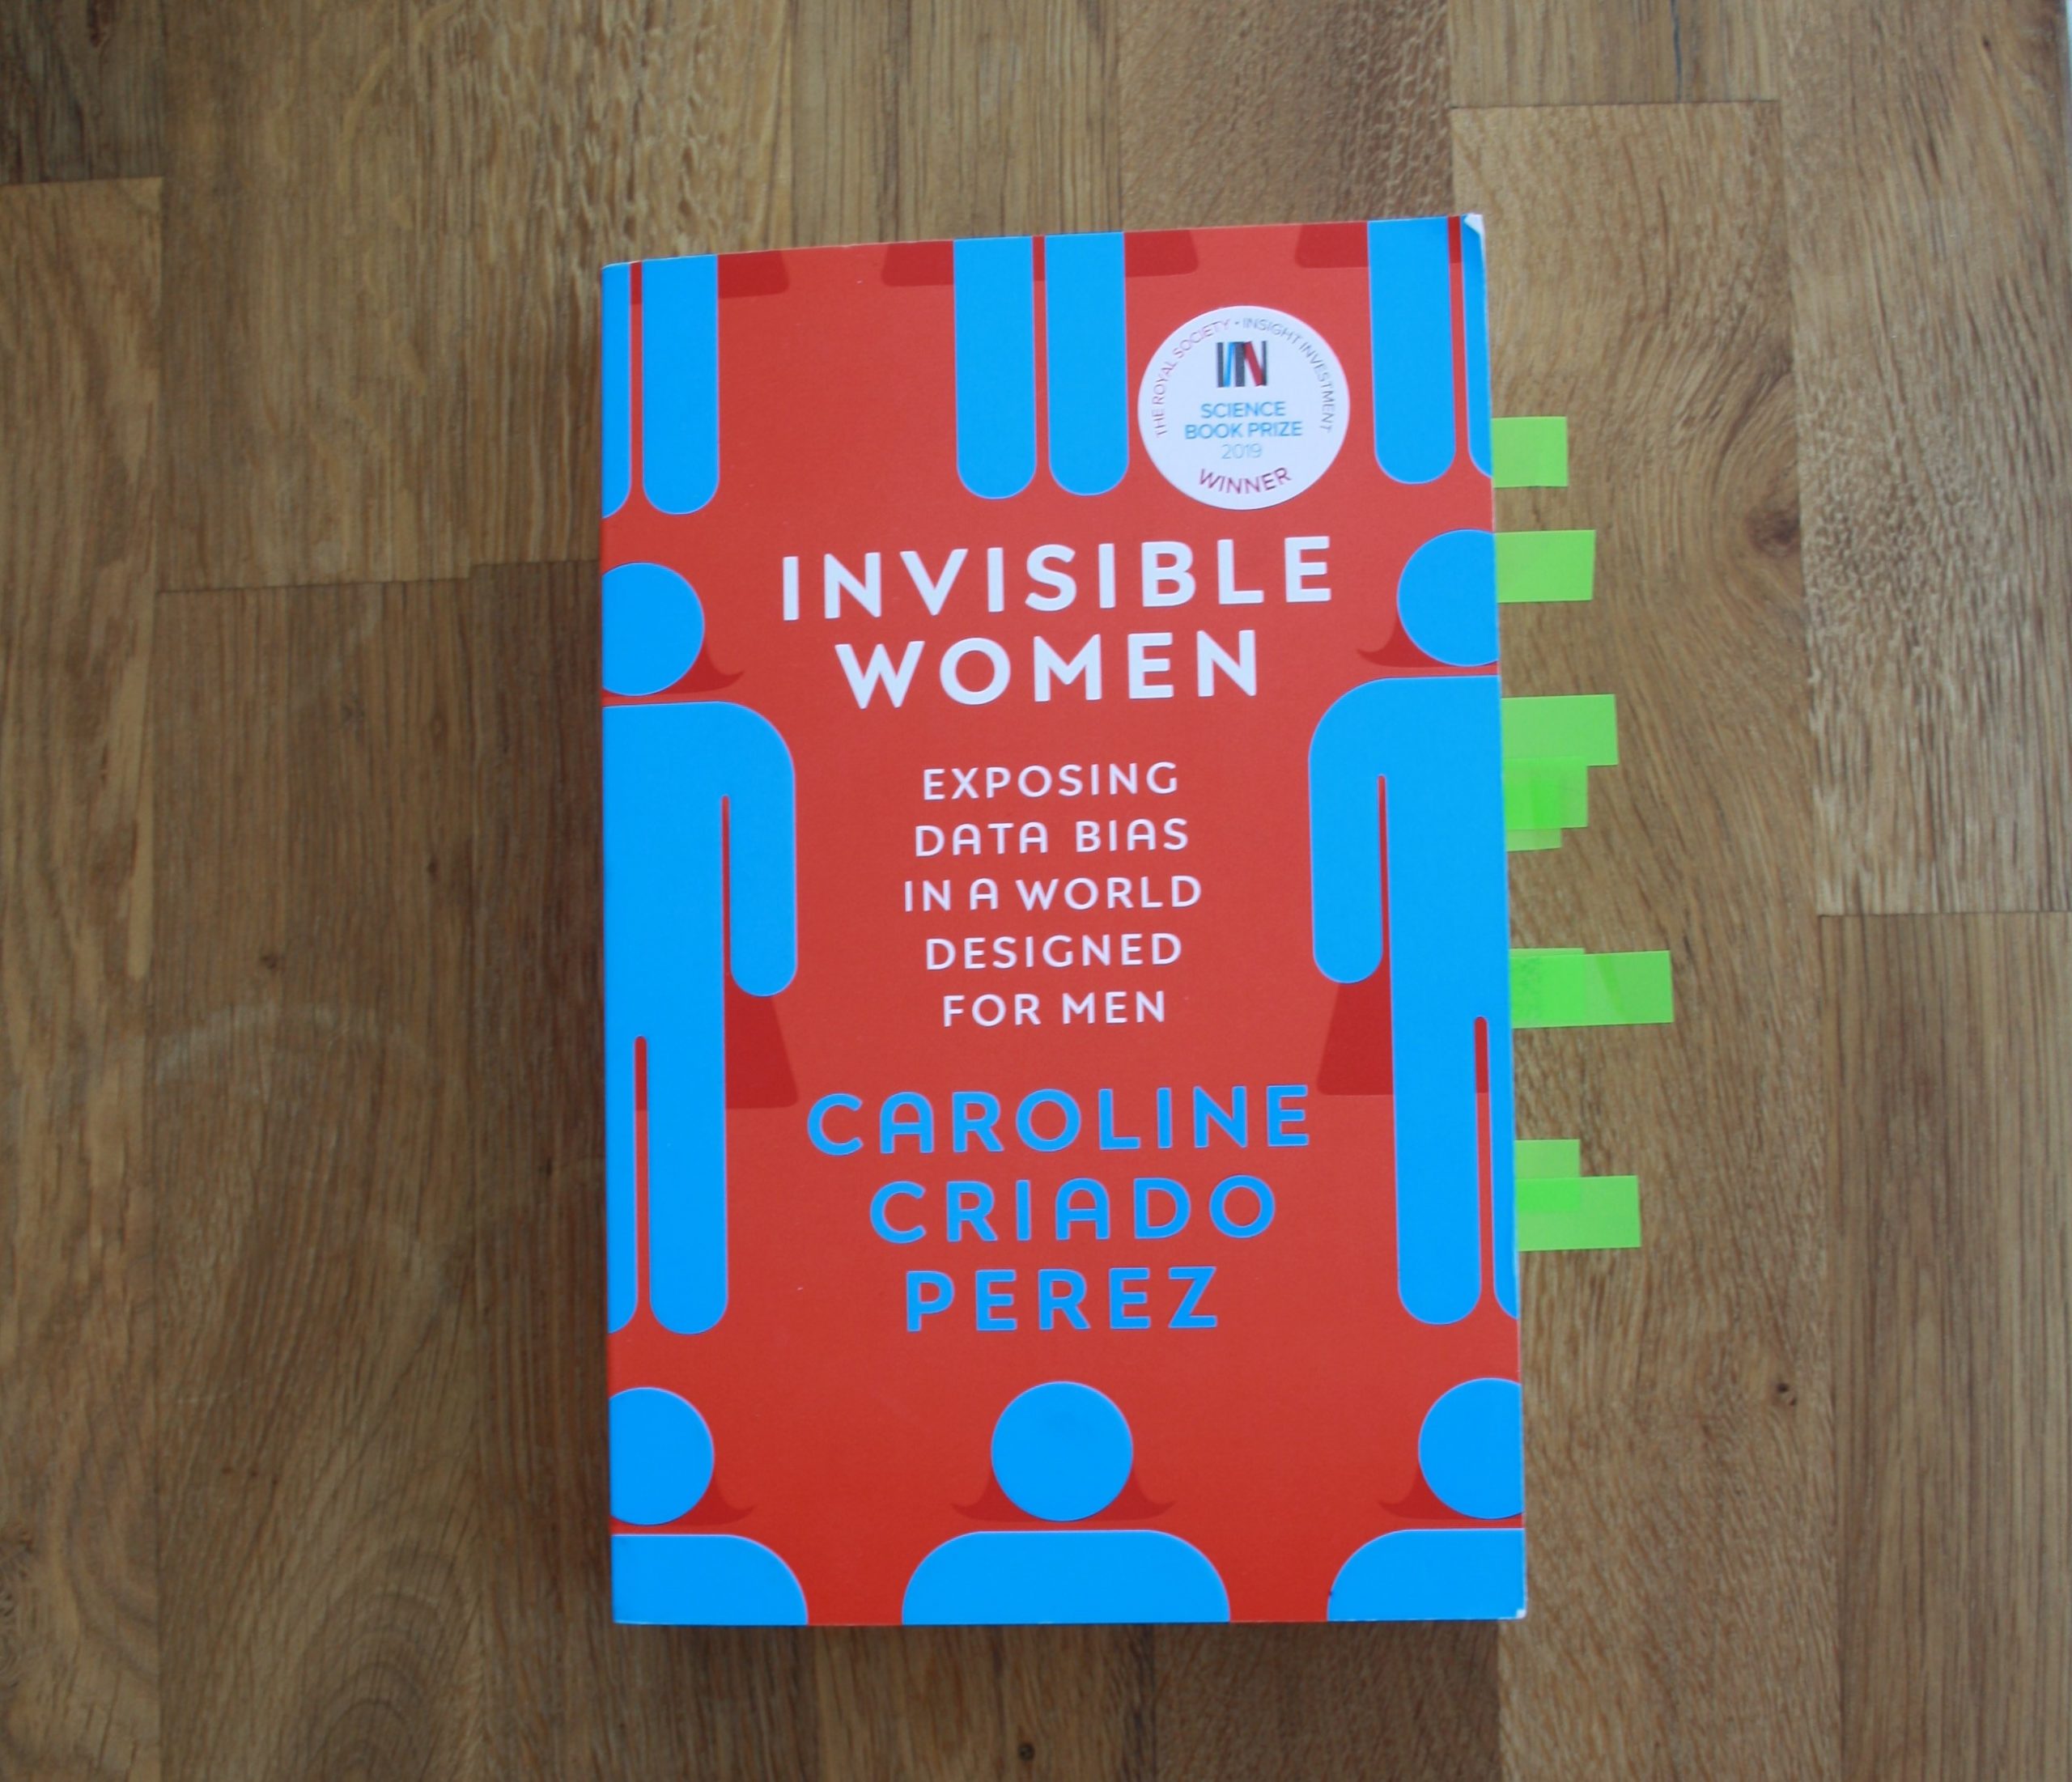 THE ROYAL SOCIETY • INSIGHT INVESTMENT
SCIENCE
BOOK PRIZE
2019
WINNER
INVISIBLE
WOMEN
EXPOSING
DATA BIAS
IN A WORLD
DESIGNED
FOR MEN
CAROLINE
CRIADO
PEREZ